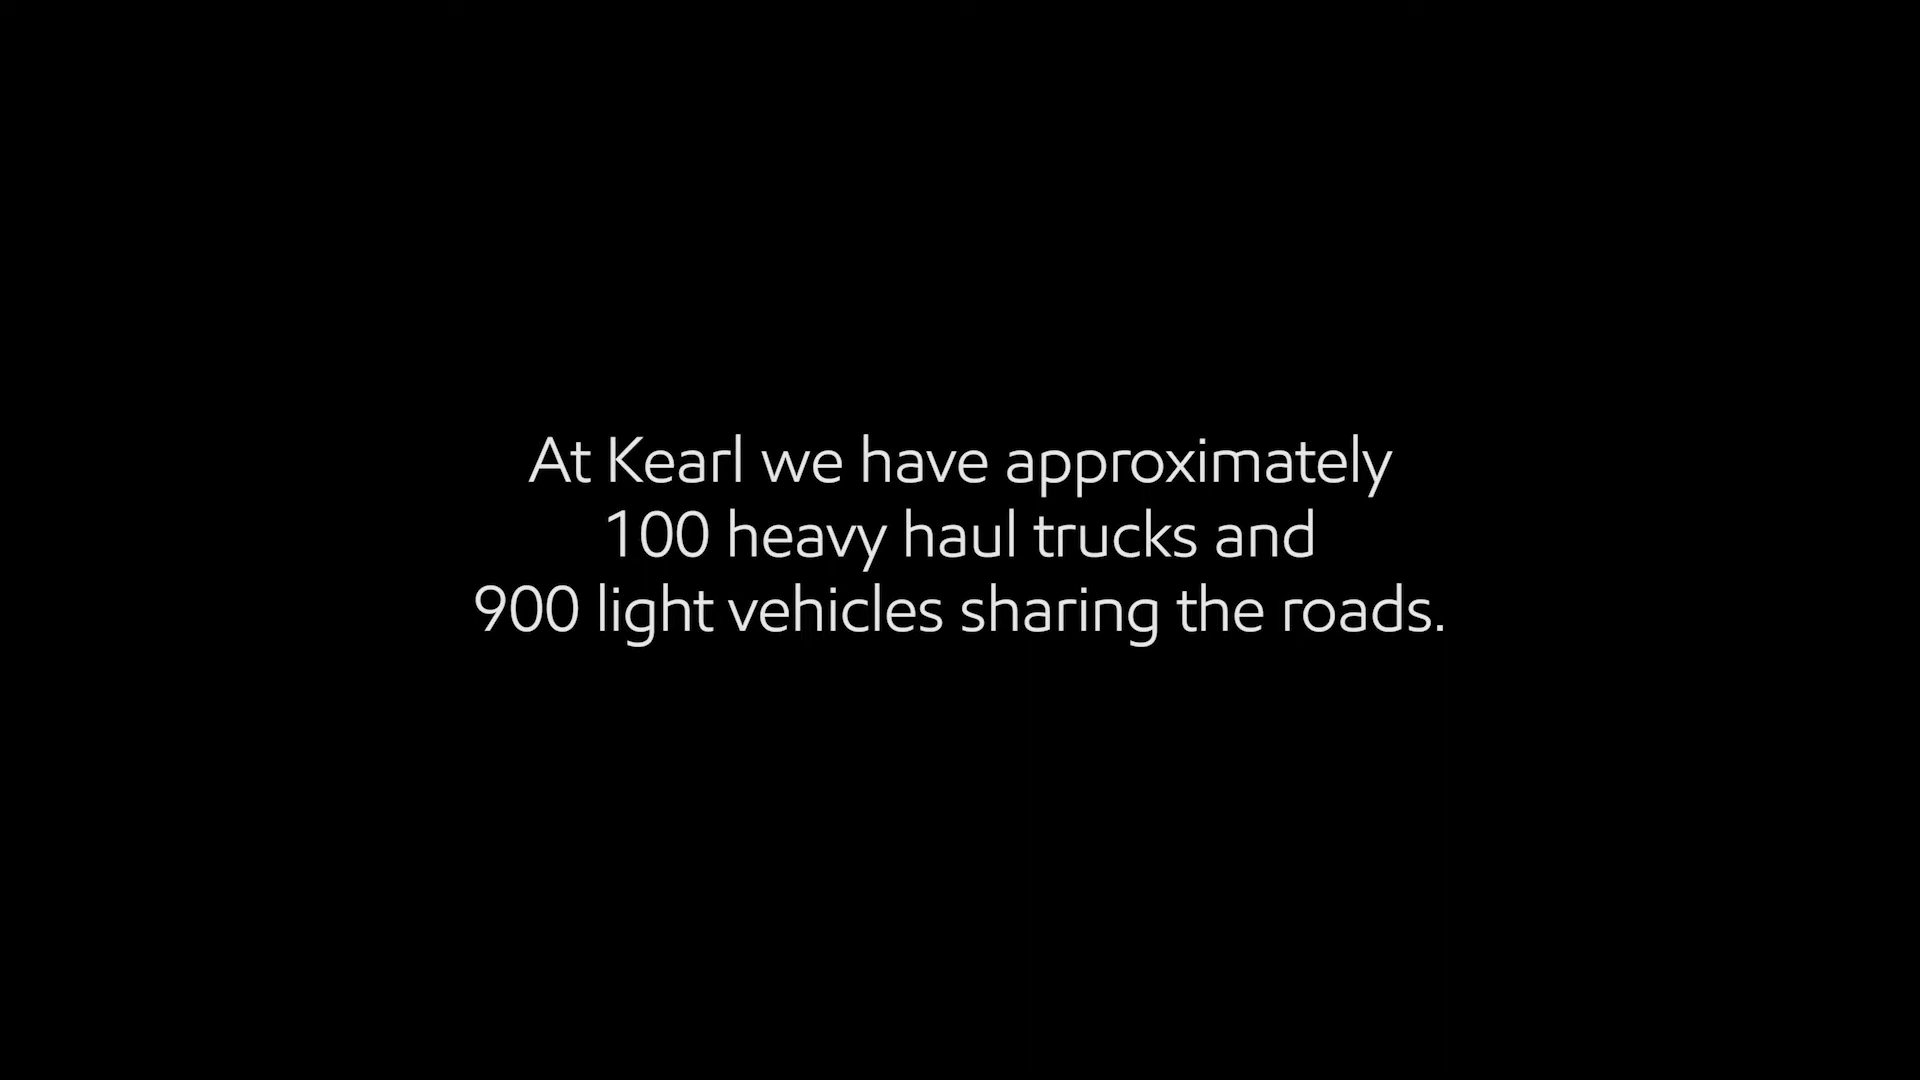 At Kearl we have approximately
100 heavy haul trucks and
900 light vehicles sharing the roads.